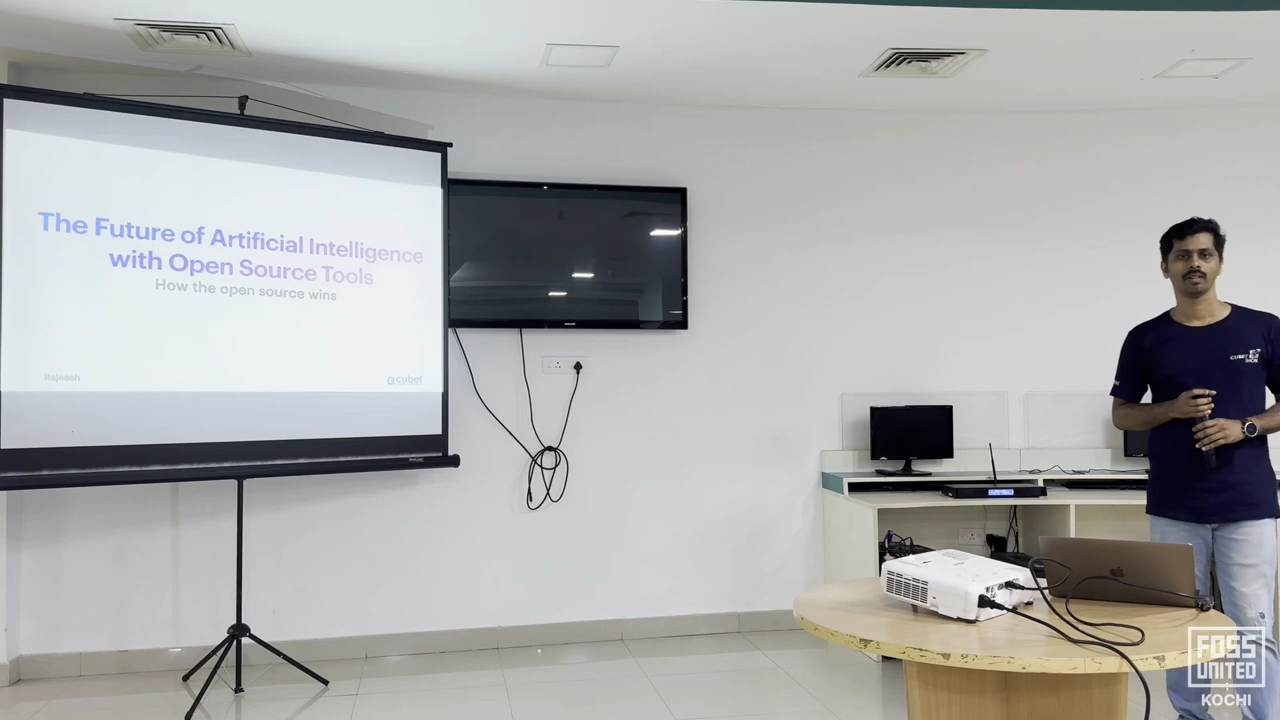 The Future of Artificial Intelligence
with Open Source Tools
How the open source wins
Rajeesh
cubet
FOSS
UNITED
KOCHI